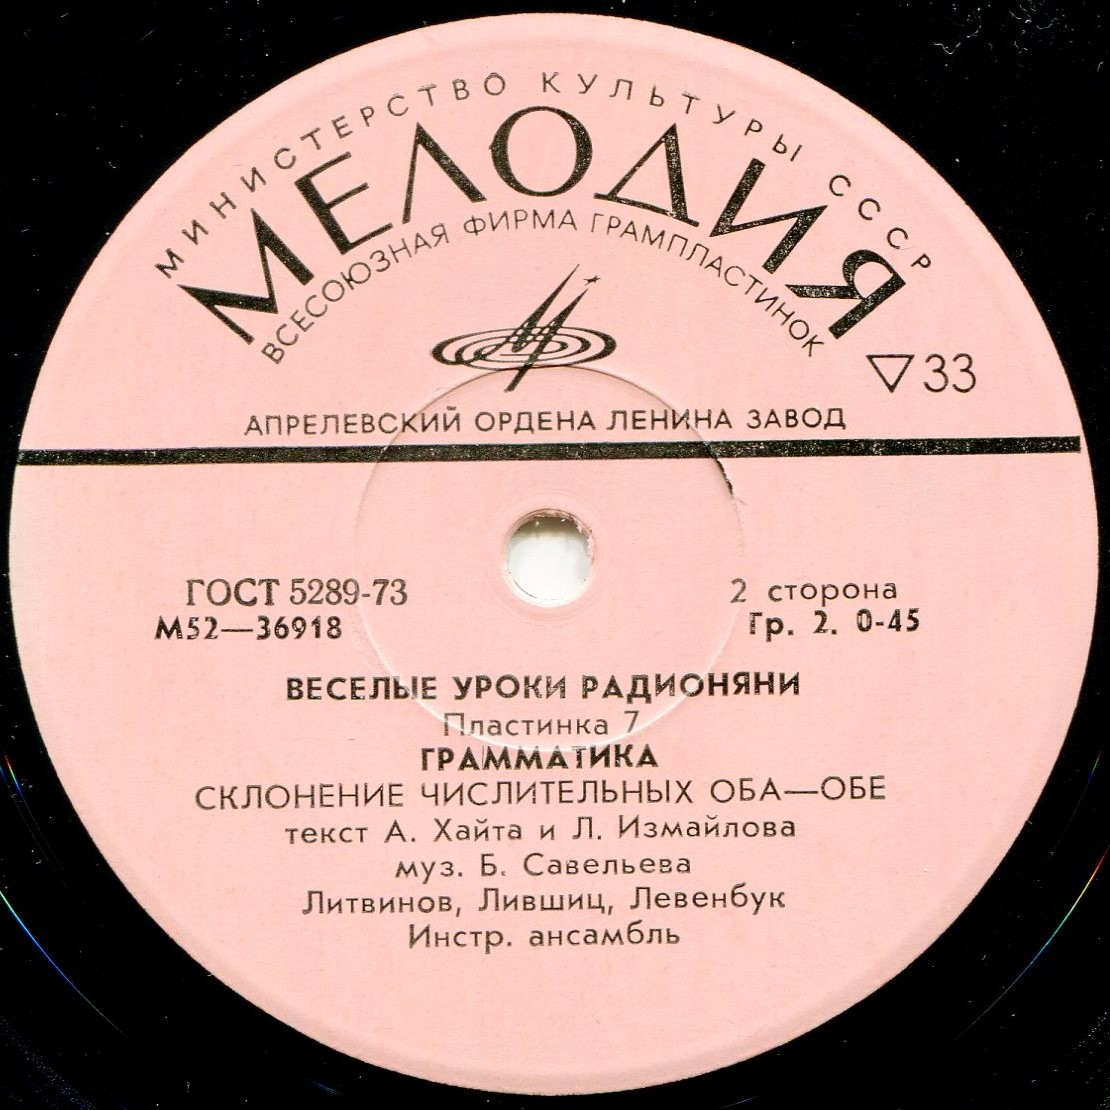 МИНИСТЕРСТВО КУЛЬТУРЫ СССР
МЕЛОДИЯ
ВСЕСОЮЗНАЯ ФИРМА ГРАМПЛАСТИНОК
33
АПРЕЛЕВСКИЙ ОРДЕНА ЛЕНИНА ЗАВОД
ГОСТ 5289-73
2 сторона
М52—36918
Гр. 2. 0-45
ВЕСЕЛЫЕ УРОКИ РАДИОНЯНИ
Пластинка 7
ГРАММАТИКА
СКЛОНЕНИЕ ЧИСЛИТЕЛЬНЫХ ОБА—ОБЕ
текст А. Хайта и Л. Измайлова
муз. Б. Савельева
Литвинов, Лившиц, Левенбук
Инстр. ансамбль